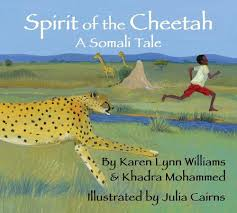 Spirit of the Cheetah
A Somali Tale
By Karen Lynn Williams
& Khadra Mohammed
Illustrated by Julia Cairns